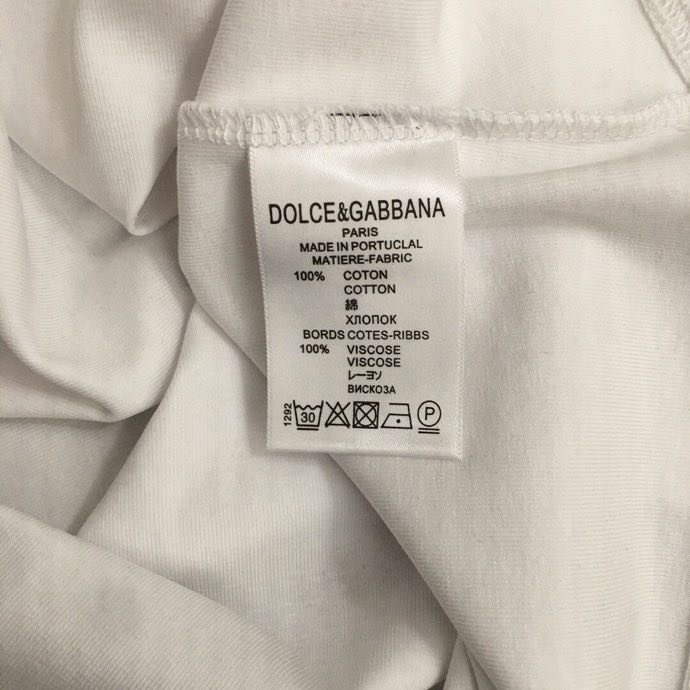 DOLCE&GABBANA
PARIS
MADE IN PORTUCLAL
MATIERE-FABRIC
100% COTON
COTTON
綿
ХЛОПОК
BORDS COTES-RIBBS
100% VISCOSE
VISCOSE
レーヨソ
ВИСКОЗА
1292 30 P